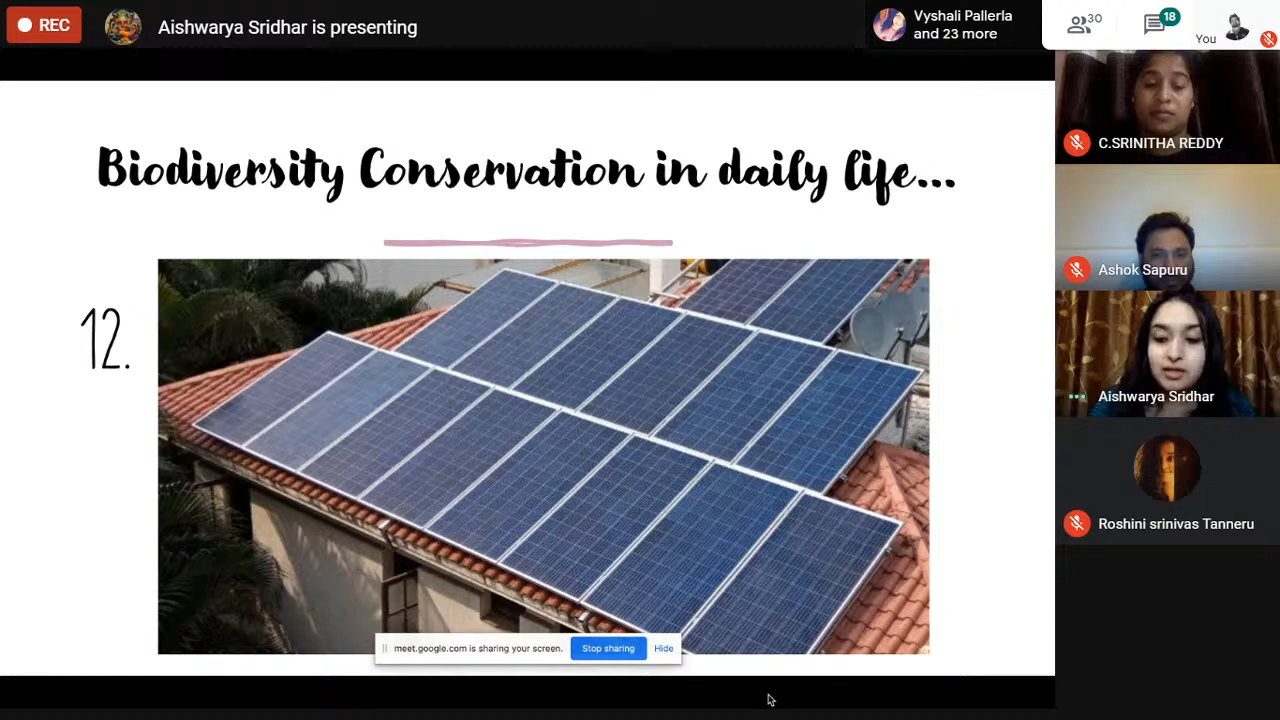 REC
Aishwarya Sridhar is presenting
Vyshali Pallerla
and 23 more
30
18
You
C.SRINITHA REDDY
Biodiversity Conservation in daily life...
Ashok Sapuru
12.
Aishwarya Sridhar
Roshini srinivas Tanneru
meet.google.com is sharing your screen. Stop sharing Hide